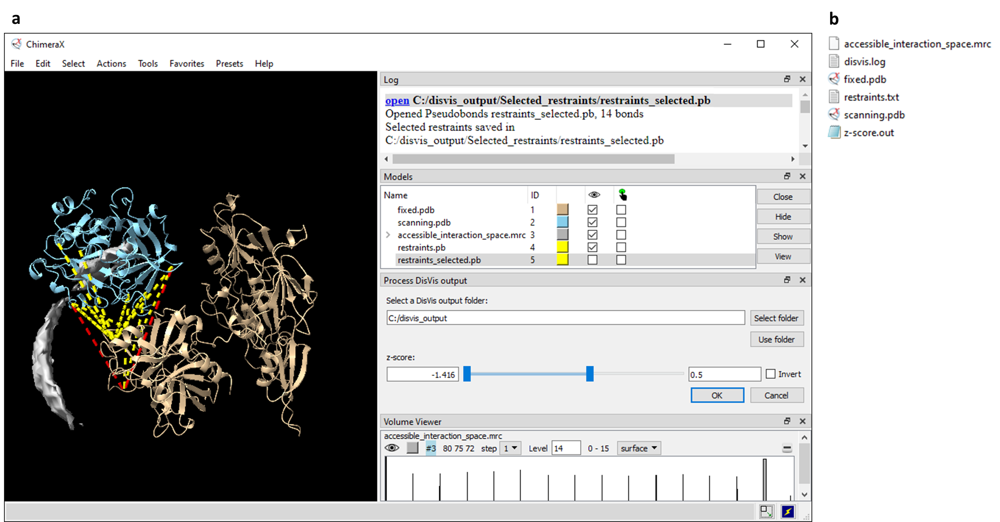 a
ChimeraX
File Edit Select Actions Tools Favorites Presets Help
Log
open C:/disvis_output/Selected_restraints/restraints_selected.pb
Opened Pseudobonds restraints_selected.pb, 14 bonds
Selected restraints saved in
C:/disvis_output/Selected_restraints/restraints_selected.pb
Models
Name ID
fixed.pdb 1
scanning.pdb 2
accessible_interaction_space.mrc 3
restraints.pb 4
restraints_selected.pb 5
Close
Hide
Show
View
Process DisVis output
Select a DisVis output folder:
C:/disvis_output Select folder
Use folder
z-score:
-1.416 0.5 Invert
OK Cancel
Volume Viewer
accessible_interaction_space.mrc
#3 80 75 72 step 1 Level 14 0 - 15 surface
b
accessible_interaction_space.mrc
disvis.log
fixed.pdb
restraints.txt
scanning.pdb
z-score.out